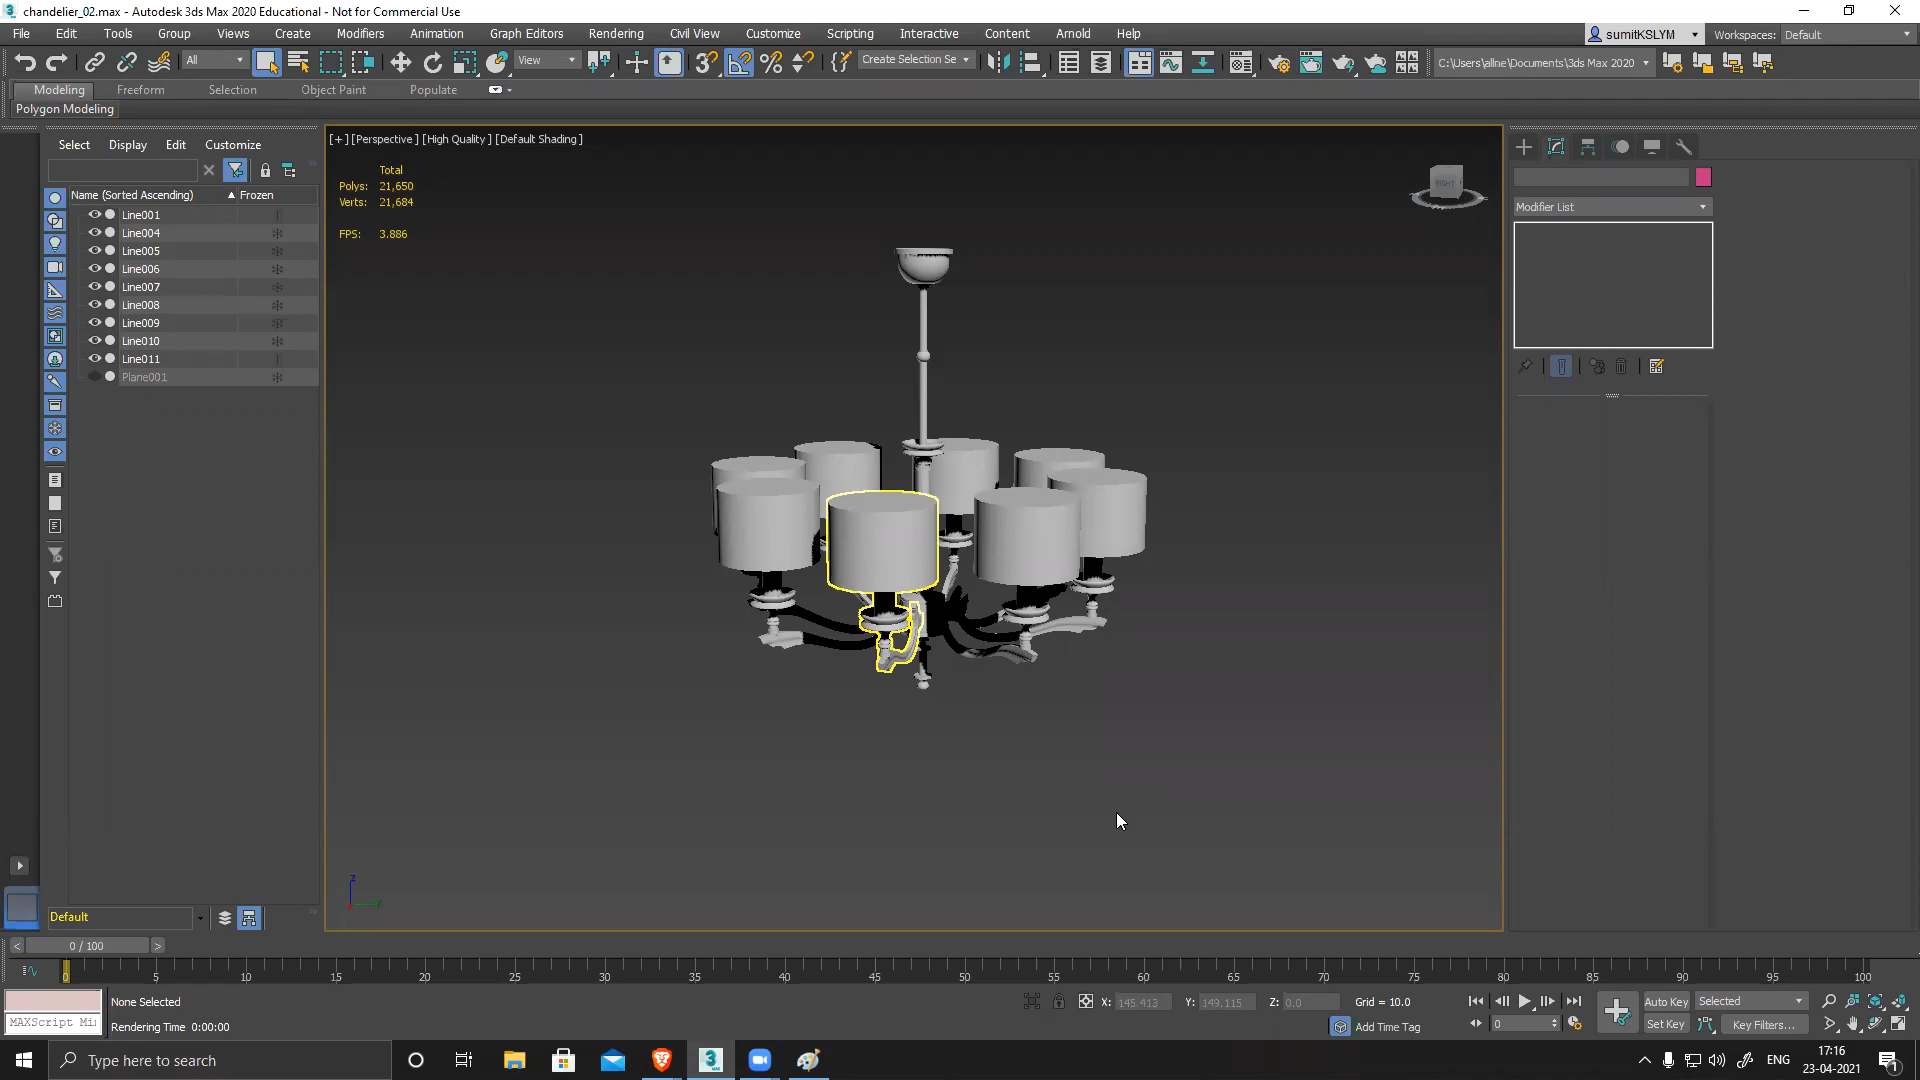 chandelier_02.max - Autodesk 3ds Max 2020 Educational - Not for Commercial Use
File Edit Tools Group Views Create Modifiers Animation Graph Editors Rendering Civil View Customize Scripting Interactive Content Arnold Help
sumitKSLYM Workspaces: Default
All View Create Selection Se C:\Users\allne\Documents\3ds Max 2020
Modeling Freeform Selection Object Paint Populate
Polygon Modeling
Select Display Edit Customize
Name (Sorted Ascending) Frozen
Line001
Line004
Line005
Line006
Line007
Line008
Line009
Line010
Line011
Plane001
[+] [Perspective] [High Quality] [Default Shading]
Total
Polys: 21,650
Verts: 21,684
FPS: 3.886
RIGHT
Z
Y
Modifier List
Default
0 / 100
0 5 10 15 20 25 30 35 40 45 50 55 60 65 70 75 80 85 90 95 100
None Selected
X: 145.413 Y: 149.115 Z: 0.0 Grid = 10.0
Auto Key Selected
MAXScript Mi
Rendering Time 0:00:00
Add Time Tag
0
Set Key Key Filters...
Type here to search
ENG
17:16
23-04-2021
1